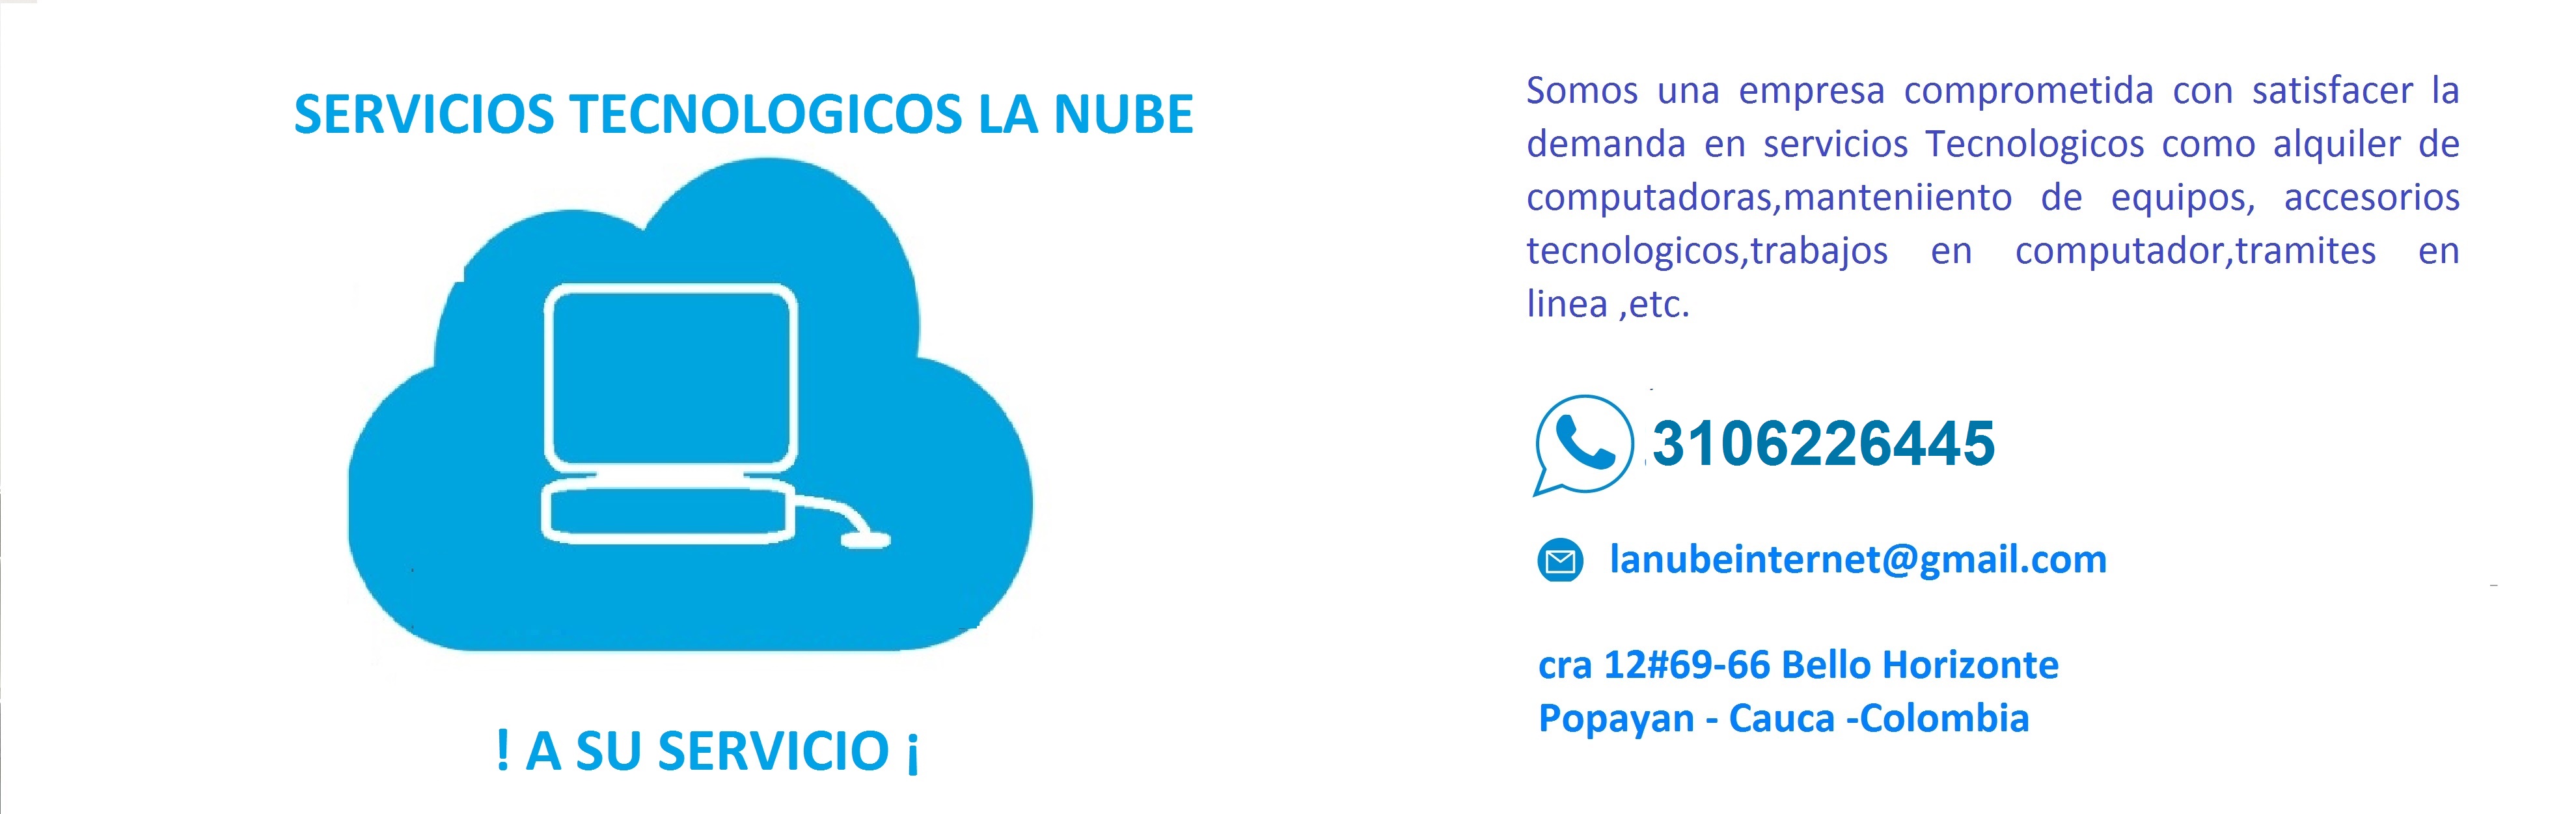 SERVICIOS TECNOLOGICOS LA NUBE
! A SU SERVICIO ¡
Somos una empresa comprometida con satisfacer la
demanda en servicios Tecnologicos como alquiler de
computadoras,manteniiento de equipos, accesorios
tecnologicos,trabajos en computador,tramites en
linea ,etc.
3106226445
lanubeinternet@gmail.com
cra 12#69-66 Bello Horizonte
Popayan - Cauca -Colombia